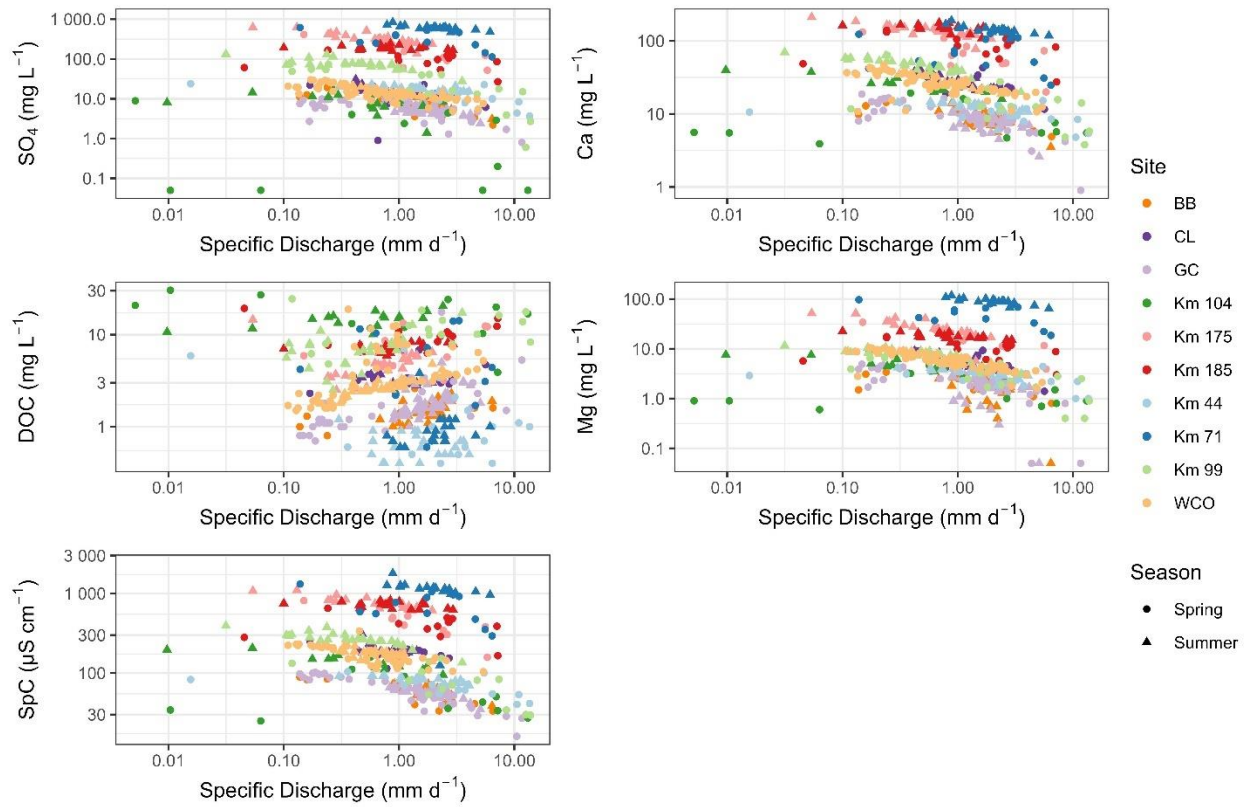 SO₄ (mg L⁻¹)
1 000.0
100.0
10.0
1.0
0.1
0.01 0.10 1.00 10.00
Specific Discharge (mm d⁻¹)
Ca (mg L⁻¹)
100
10
1
0.01 0.10 1.00 10.00
Specific Discharge (mm d⁻¹)
DOC (mg L⁻¹)
30
10
3
1
0.01 0.10 1.00 10.00
Specific Discharge (mm d⁻¹)
Mg (mg L⁻¹)
100.0
10.0
1.0
0.1
0.01 0.10 1.00 10.00
Specific Discharge (mm d⁻¹)
SpC (µS cm⁻¹)
3 000
1 000
300
100
30
0.01 0.10 1.00 10.00
Specific Discharge (mm d⁻¹)
Site
BB
CL
GC
Km 104
Km 175
Km 185
Km 44
Km 71
Km 99
WCO
Season
Spring
Summer